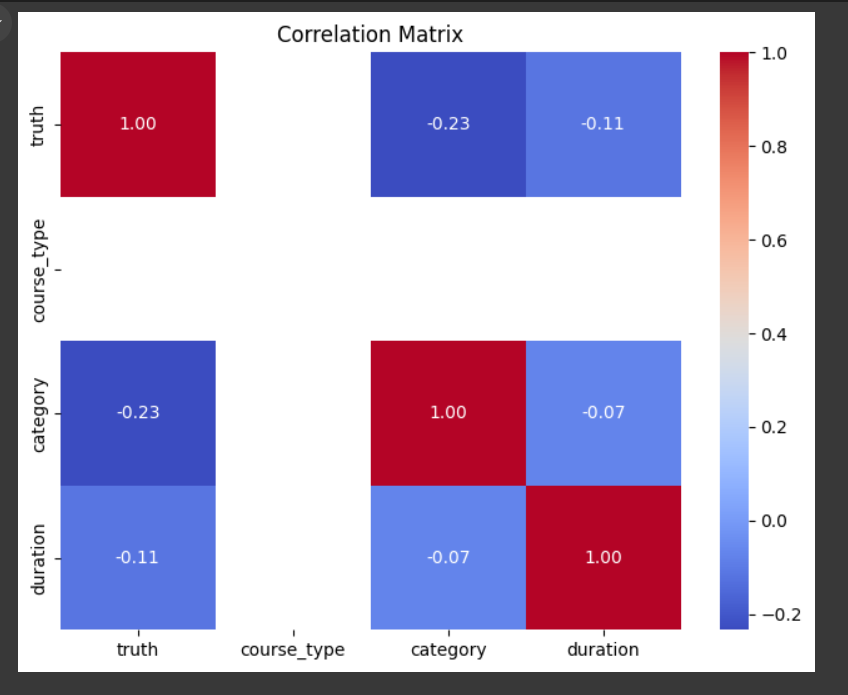 Correlation Matrix
truth
1.00
-0.23
-0.11
course_type
category
-0.23
1.00
-0.07
duration
-0.11
-0.07
1.00
truth
course_type
category
duration
1.0
0.8
0.6
0.4
0.2
0.0
−0.2